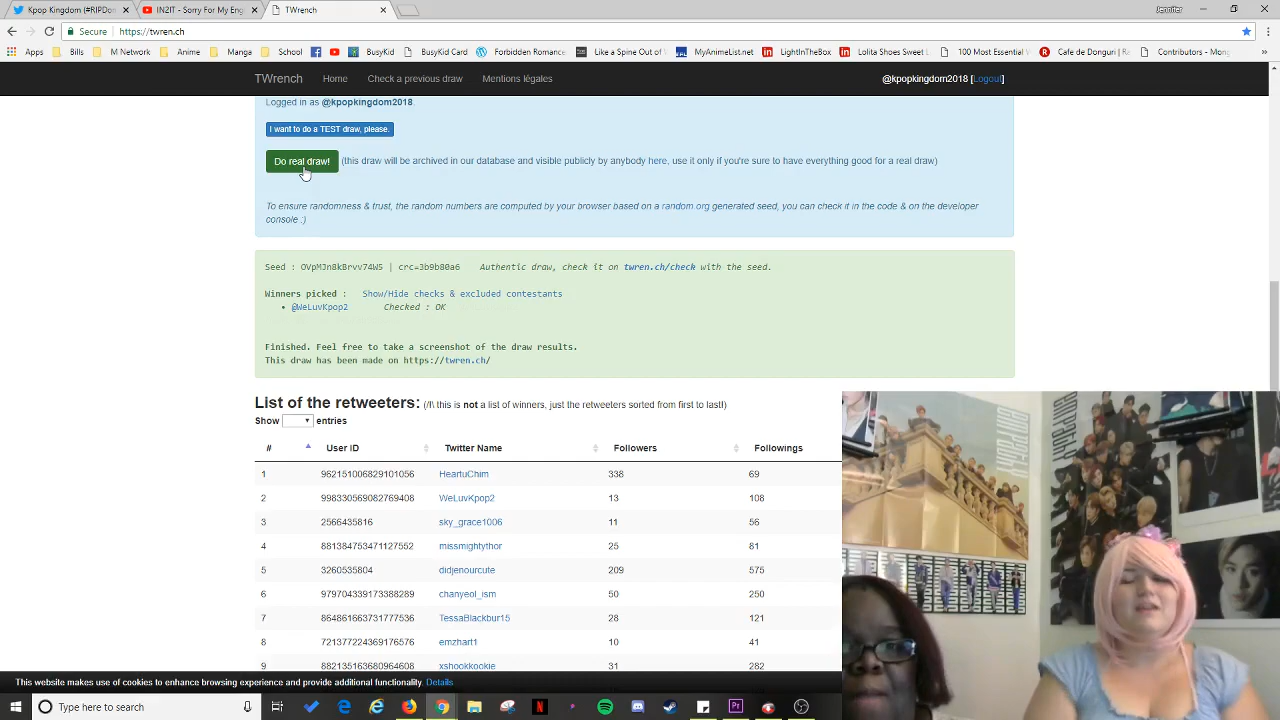 Kpop Kingdom (#RIPDon
IN2IT - Sorry For My Eng
TWrench
Jennifer
Secure | https://twren.ch
Apps
Bills
M Network
Anime
Manga
School
BusyKid
BusyKid Card
Forbidden Romance
Like a Spine Out of
MyAnimeList.net
LightInTheBox
Lolita Shoes Sweet L
100 Most Essential
Cafe de Donguri | Ra
Contributors - Mong
TWrench
Home
Check a previous draw
Mentions légales
@kpopkingdom2018 [Logout]
Logged in as @kpopkingdom2018.
I want to do a TEST draw, please.
Do real draw! (this draw will be archived in our database and visible publicly by anybody here, use it only if you're sure to have everything good for a real draw)
To ensure randomness & trust, the random numbers are computed by your browser based on a random.org generated seed, you can check it in the code & on the developer
console :)
Seed : OVpMJn8kBrvv74W5 | crc=3b9b80a6 Authentic draw, check it on twren.ch/check with the seed.
Winners picked : Show/Hide checks & excluded contestants
• @WeLuvKpop2 Checked : OK
Finished. Feel free to take a screenshot of the draw results.
This draw has been made on https://twren.ch/
List of the retweeters: (/!\ this is not a list of winners, just the retweeters sorted from first to last!)
Show entries
# User ID Twitter Name Followers Followings
1 962151006829101056 HeartuChim 338 69
2 998330569082769408 WeLuvKpop2 13 108
3 2566435816 sky_grace1006 11 56
4 881384753471127552 missmightythor 25 81
5 3260535804 didjenourcute 209 575
6 979704339173388289 chanyeol_ism 50 250
7 864861663731777536 TessaBlackbur15 28 121
8 721377224369176576 emzhart1 10 41
9 882135163680964608 xshookkookie 31 282
This website makes use of cookies to enhance browsing experience and provide additional functionality. Details
Type here to search